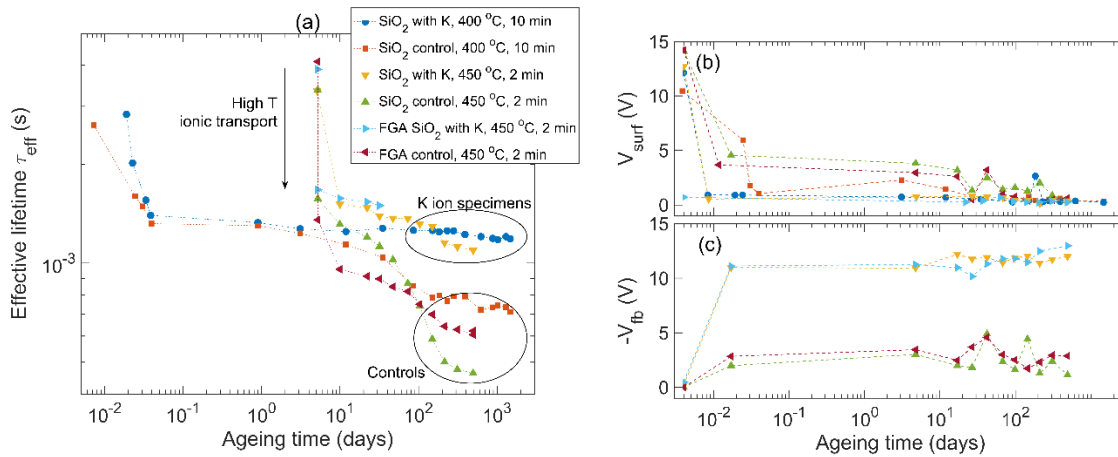 (a)
SiO₂ with K, 400 °C, 10 min
SiO₂ control, 400 °C, 10 min
SiO₂ with K, 450 °C, 2 min
SiO₂ control, 450 °C, 2 min
FGA SiO₂ with K, 450 °C, 2 min
FGA control, 450 °C, 2 min
High T
ionic transport
K ion specimens
Controls
Effective lifetime τ_eff (s)
10⁻³
10⁻² 10⁻¹ 10⁰ 10¹ 10² 10³
Ageing time (days)
(b)
V_surf (V)
15
10
5
0
(c)
-V_fb (V)
15
10
5
0
10⁻² 10⁻¹ 10⁰ 10¹ 10²
Ageing time (days)